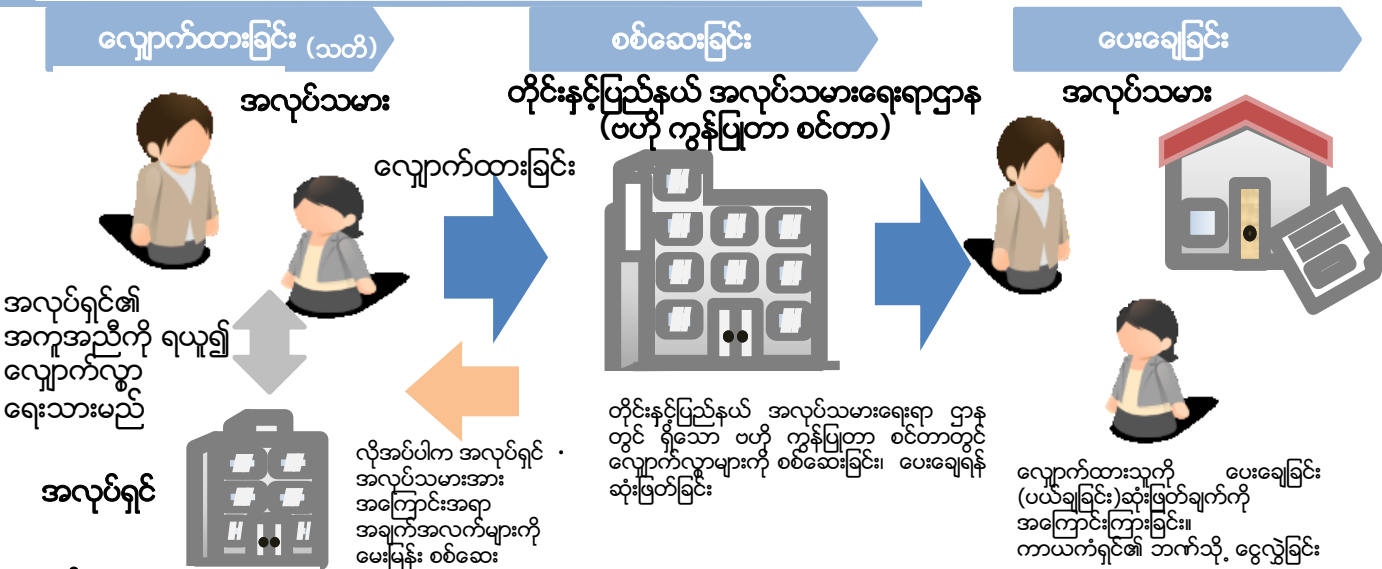 လျှောက်ထားခြင်း (သတိ)
စစ်ဆေးခြင်း
ပေးချေခြင်း
အလုပ်သမား
တိုင်းနှင့်ပြည်နယ် အလုပ်သမားရေးရာဌာန
(ဗဟို ကွန်ပြူတာ စင်တာ)
အလုပ်သမား
လျှောက်ထားခြင်း
အလုပ်ရှင်၏
အကူအညီကို ရယူ၍
လျှောက်လွှာ
ရေးသားမည်
အလုပ်ရှင်
လိုအပ်ပါက အလုပ်ရှင် ・
အလုပ်သမားအား
အကြောင်းအရာ
အချက်အလက်များကို
မေးမြန်း စစ်ဆေး
တိုင်းနှင့်ပြည်နယ် အလုပ်သမားရေးရာ ဌာန
တွင် ရှိသော ဗဟို ကွန်ပြူတာ စင်တာတွင်
လျှောက်လွှာများကို စစ်ဆေးခြင်း၊ ပေးချေရန်
ဆုံးဖြတ်ခြင်း
လျှောက်ထားသူကို ပေးချေခြင်း
(ပယ်ချခြင်း)ဆုံးဖြတ်ချက်ကို
အကြောင်းကြားခြင်း။
ကာယကံရှင်၏ ဘဏ်သို့ ငွေလွှဲခြင်း